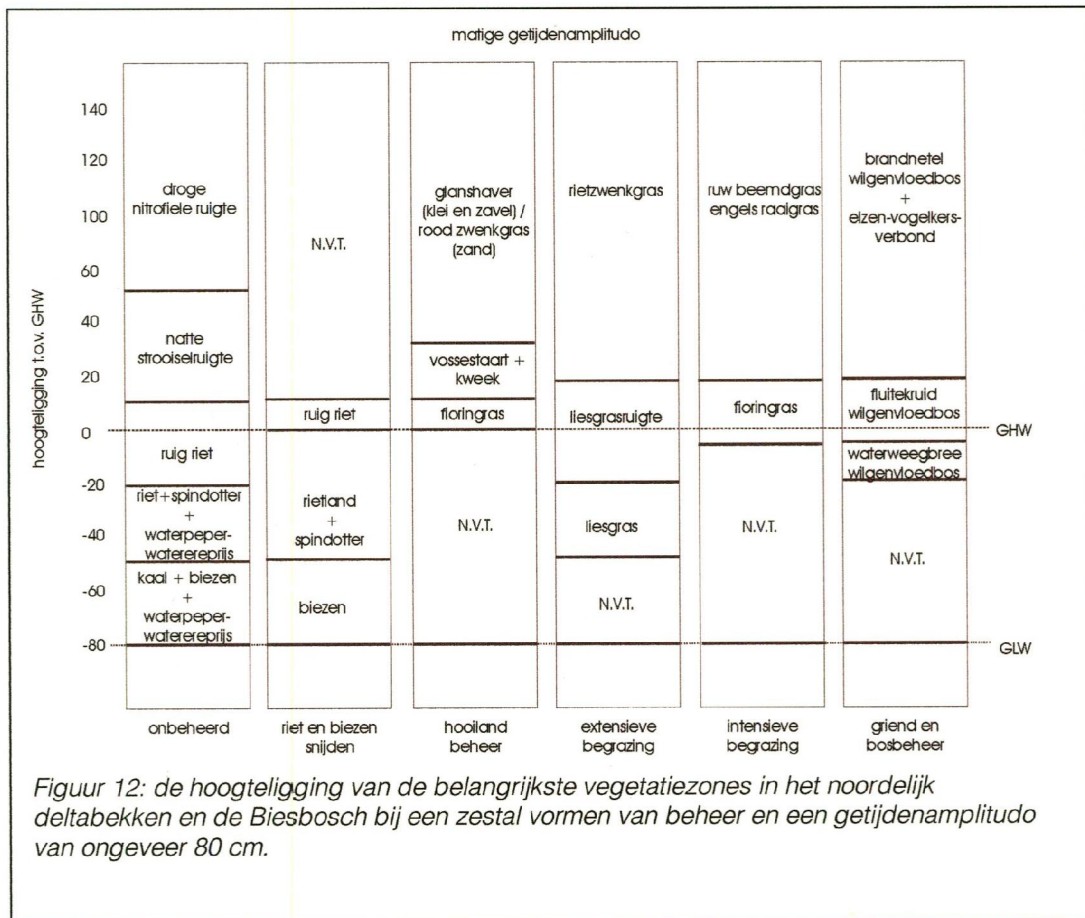 matige getijdenamplitudo
hoogteligging t.o.v. GHW
140
120
100
60
40
20
0
-20
-40
-60
-80
droge
nitrofiele ruigte
natte
strooiselruigte
ruig riet
riet+spindotter
+
waterpeper-
waterereprijs
kaal + biezen
+
waterpeper-
waterereprijs
onbeheerd
N.V.T.
ruig riet
rietland
+
spindotter
biezen
riet en biezen
snijden
glanshaver
(klei en zavel) /
rood zwenkgras
(zand)
vossestaart +
kweek
fioringras
N.V.T.
hooiland
beheer
rietzwenkgras
liesgrasruigte
liesgras
N.V.T.
extensieve
begrazing
ruw beemdgras
engels raaigras
fioringras
N.V.T.
intensieve
begrazing
brandnetel
wilgenvloedbos
+
elzen-vogelkers-
verbond
fluitekruid
wilgenvloedbos
waterweegbree
wilgenvloedbos
N.V.T.
griend en
bosbeheer
GHW
GLW
Figuur 12: de hoogteligging van de belangrijkste vegetatiezones in het noordelijk
deltabekken en de Biesbosch bij een zestal vormen van beheer en een getijdenamplitudo
van ongeveer 80 cm.